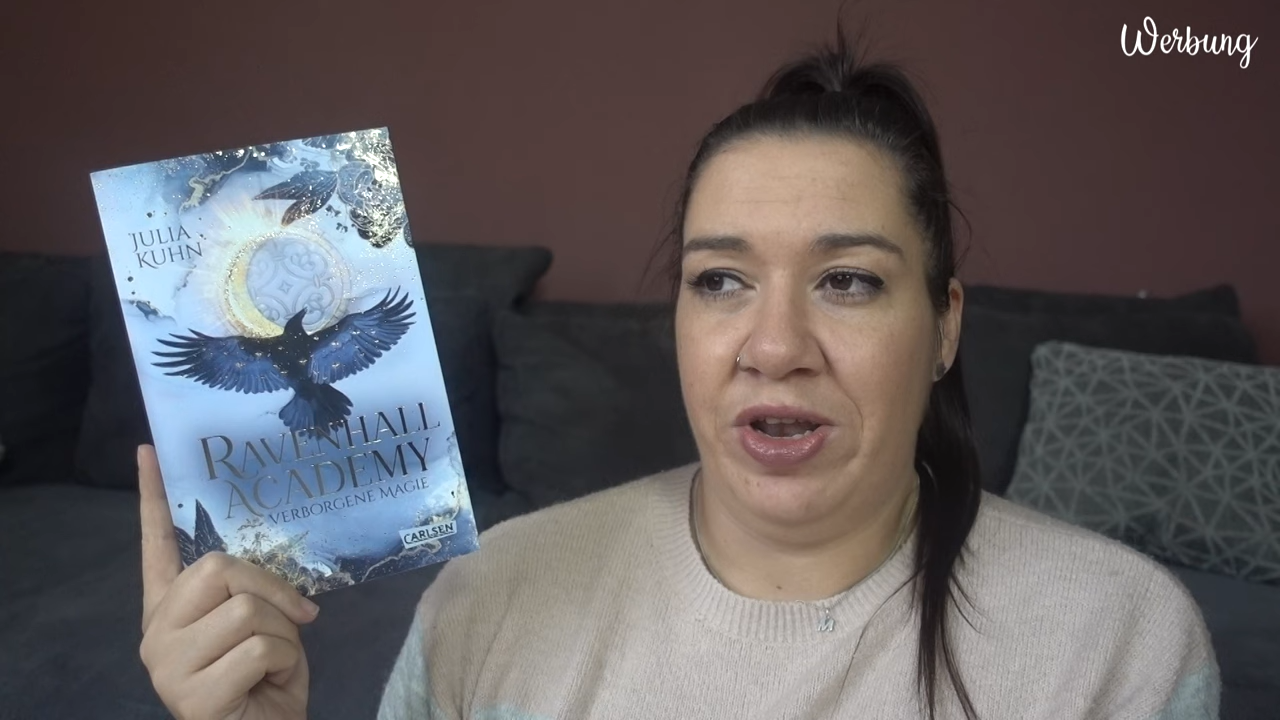 Werbung
JULIA
KUHN
RAVENHALL
ACADEMY
VERBORGENE MAGIE
CARLSEN